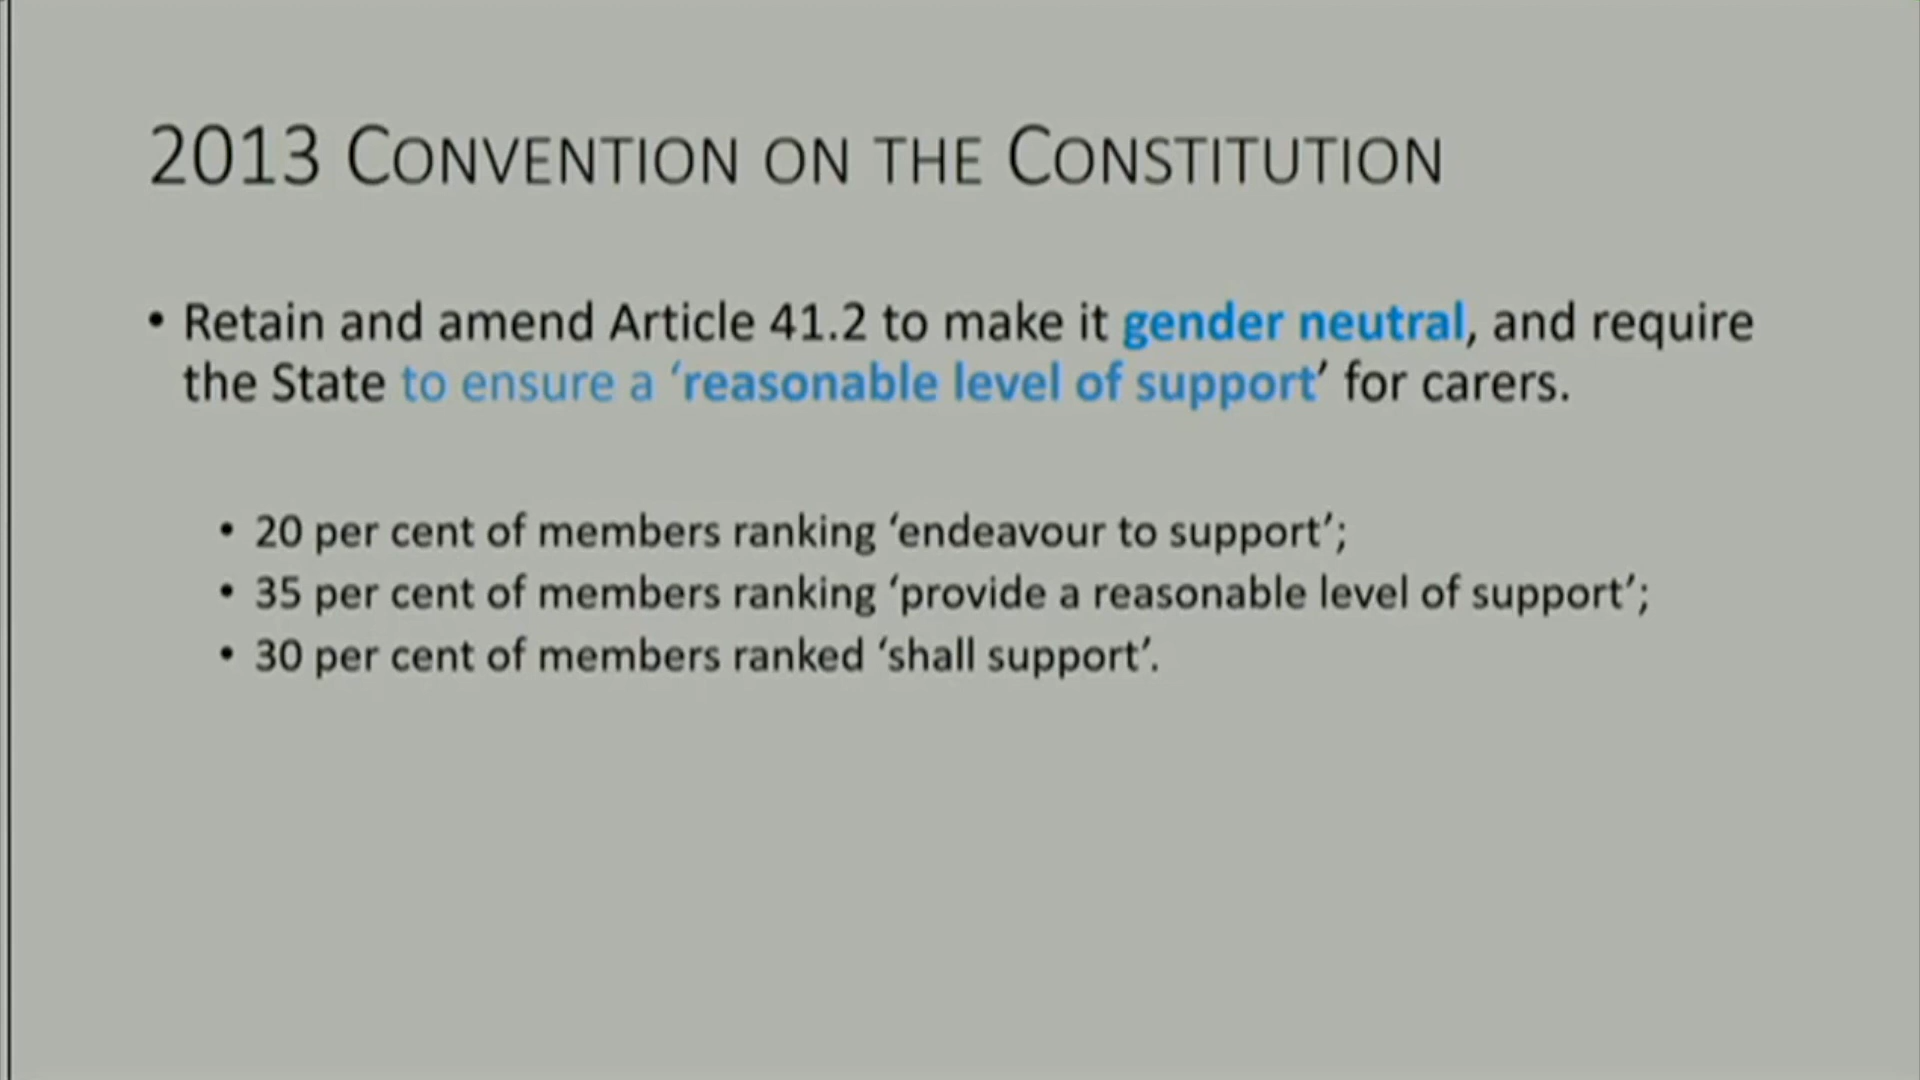 2013 Convention on the Constitution
• Retain and amend Article 41.2 to make it gender neutral, and require
the State to ensure a ‘reasonable level of support’ for carers.
• 20 per cent of members ranking ‘endeavour to support’;
• 35 per cent of members ranking ‘provide a reasonable level of support’;
• 30 per cent of members ranked ‘shall support’.